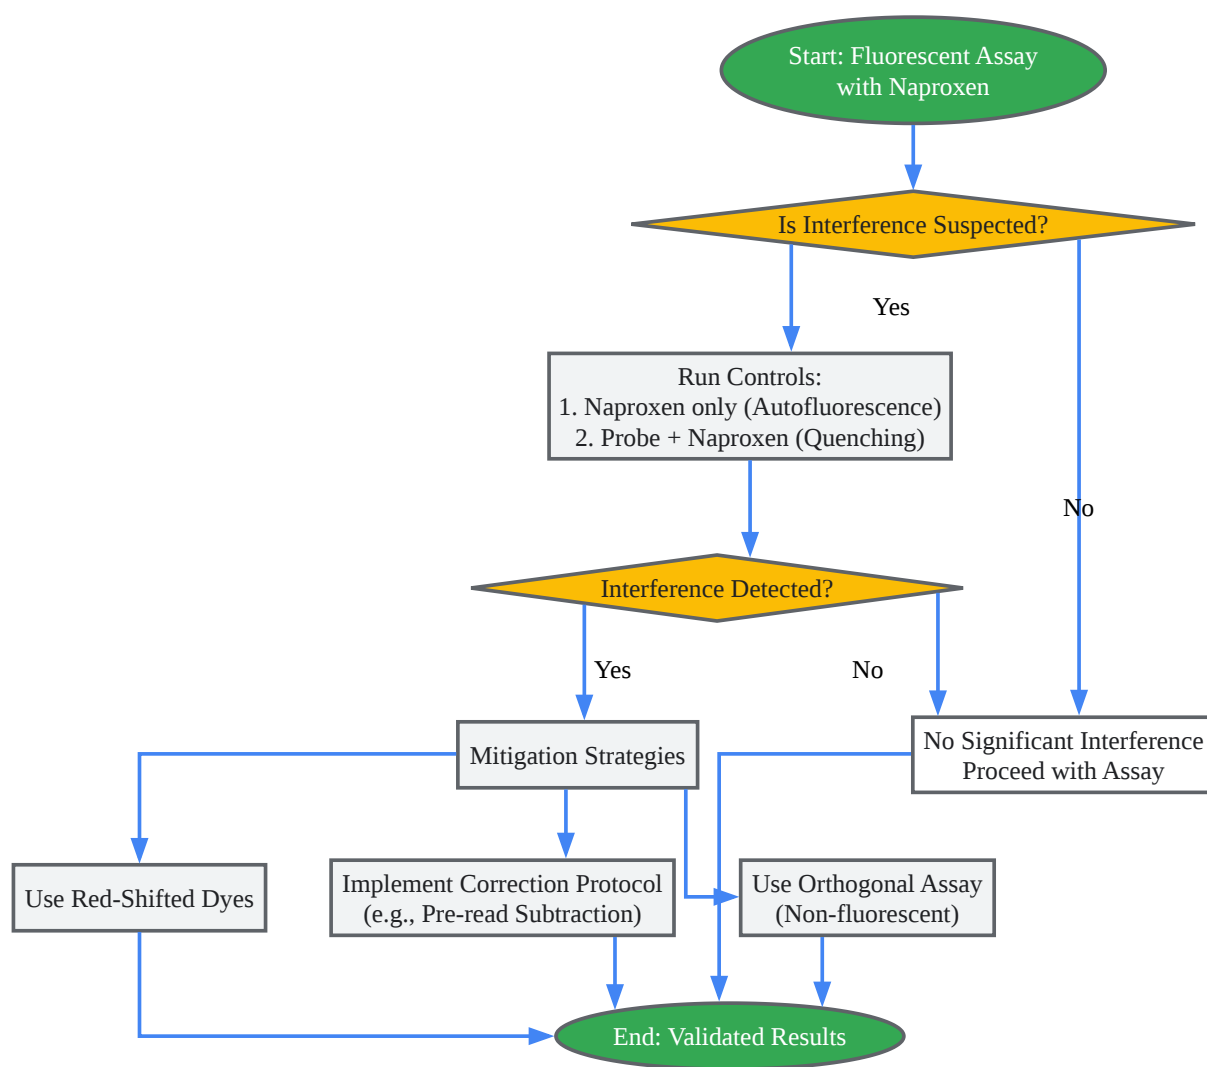 Start: Fluorescent Assay
with Naproxen
Is Interference Suspected?
Yes
Run Controls:
1. Naproxen only (Autofluorescence)
2. Probe + Naproxen (Quenching)
No
Interference Detected?
Yes
No
No Significant Interference
Proceed with Assay
Mitigation Strategies
Use Red-Shifted Dyes
Implement Correction Protocol
(e.g., Pre-read Subtraction)
Use Orthogonal Assay
(Non-fluorescent)
End: Validated Results